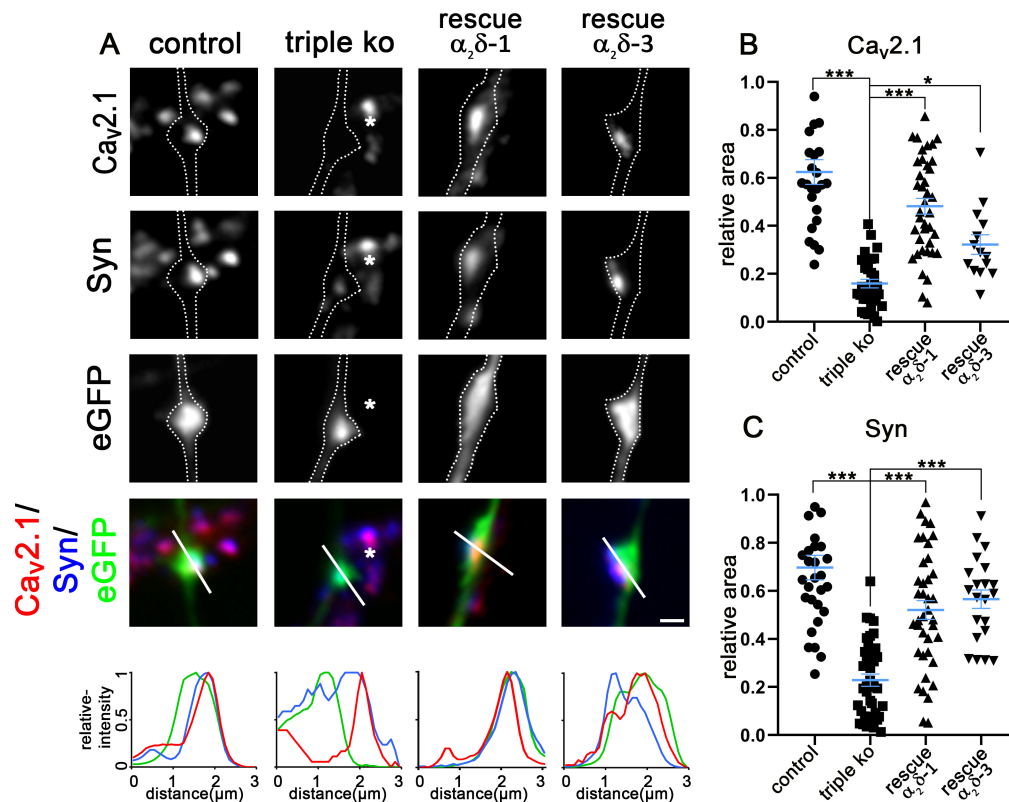 A
control
triple ko
rescue
α₂δ-1
rescue
α₂δ-3
Caᵥ2.1
*
Syn
*
eGFP
*
Caᵥ2.1/
Syn/
eGFP
*
relative-
intensity
1
0.5
0
0 1 2 3
distance(μm)
0 1 2 3
distance(μm)
0 1 2 3
distance(μm)
0 1 2 3
distance(μm)
B
Caᵥ2.1
*** *
***
relative area
1.0
0.8
0.6
0.4
0.2
0.0
control
triple ko
rescue
α₂δ-1
rescue
α₂δ-3
C
Syn
***
*** ***
relative area
1.0
0.8
0.6
0.4
0.2
0.0
control
triple ko
rescue
α₂δ-1
rescue
α₂δ-3